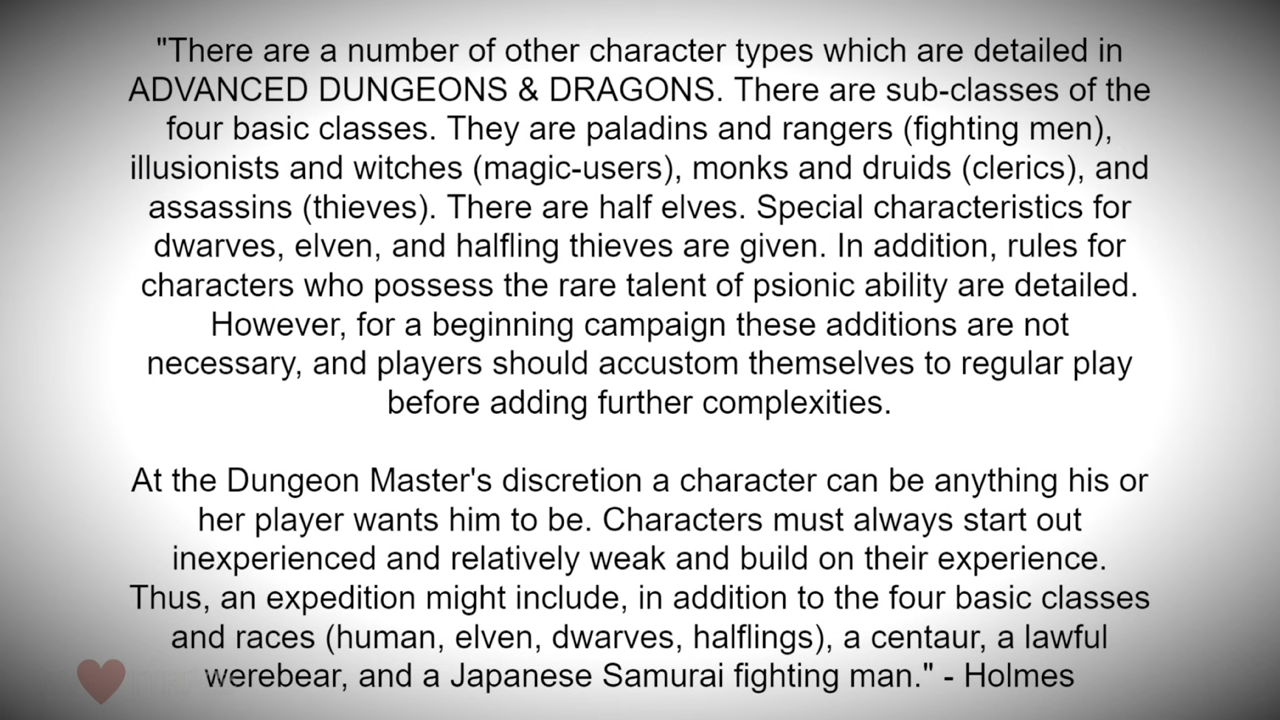 "There are a number of other character types which are detailed in
ADVANCED DUNGEONS & DRAGONS. There are sub-classes of the
four basic classes. They are paladins and rangers (fighting men),
illusionists and witches (magic-users), monks and druids (clerics), and
assassins (thieves). There are half elves. Special characteristics for
dwarves, elven, and halfling thieves are given. In addition, rules for
characters who possess the rare talent of psionic ability are detailed.
However, for a beginning campaign these additions are not
necessary, and players should accustom themselves to regular play
before adding further complexities.
At the Dungeon Master's discretion a character can be anything his or
her player wants him to be. Characters must always start out
inexperienced and relatively weak and build on their experience.
Thus, an expedition might include, in addition to the four basic classes
and races (human, elven, dwarves, halflings), a centaur, a lawful
werebear, and a Japanese Samurai fighting man." - Holmes